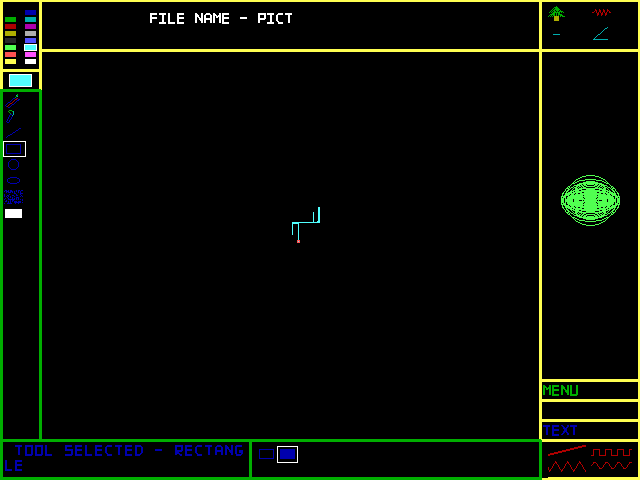 FILE NAME - PICT
MENU
TEXT
TOOL SELECTED - RECTANG
LE